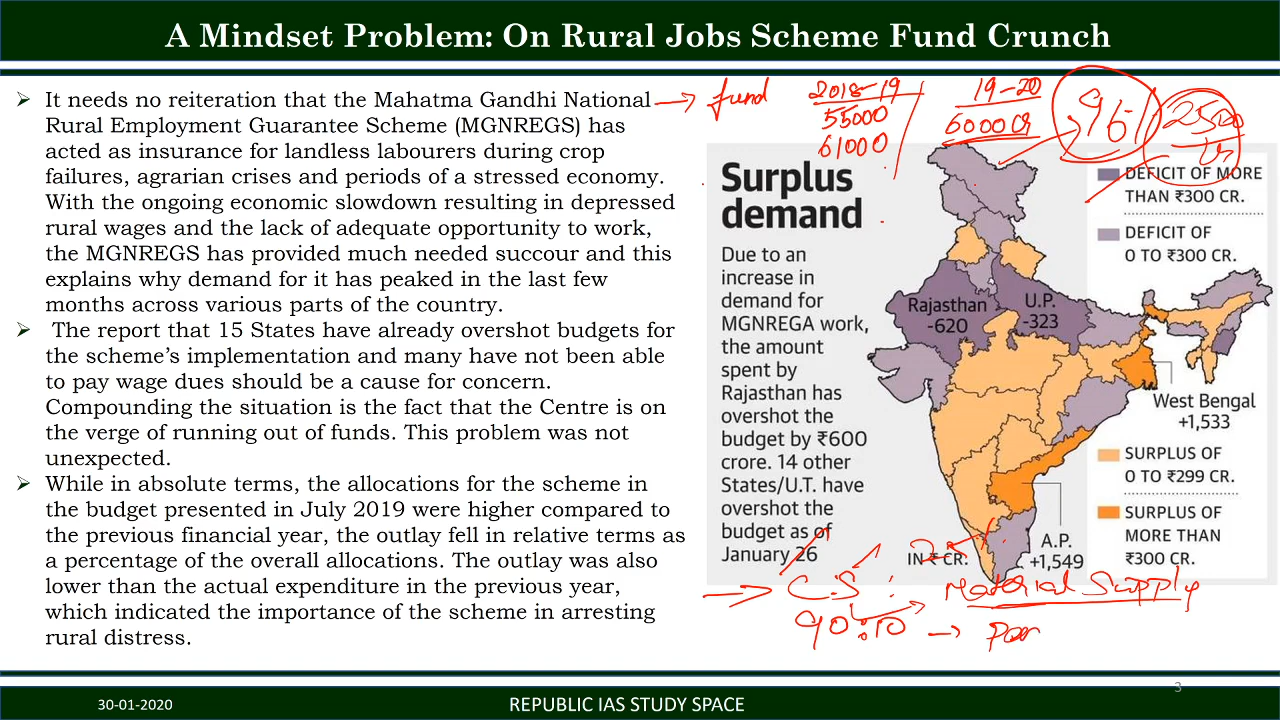 A Mindset Problem: On Rural Jobs Scheme Fund Crunch
➢ It needs no reiteration that the Mahatma Gandhi National
Rural Employment Guarantee Scheme (MGNREGS) has
acted as insurance for landless labourers during crop
failures, agrarian crises and periods of a stressed economy.
With the ongoing economic slowdown resulting in depressed
rural wages and the lack of adequate opportunity to work,
the MGNREGS has provided much needed succour and this
explains why demand for it has peaked in the last few
months across various parts of the country.
➢ The report that 15 States have already overshot budgets for
the scheme’s implementation and many have not been able
to pay wage dues should be a cause for concern.
Compounding the situation is the fact that the Centre is on
the verge of running out of funds. This problem was not
unexpected.
➢ While in absolute terms, the allocations for the scheme in
the budget presented in July 2019 were higher compared to
the previous financial year, the outlay fell in relative terms as
a percentage of the overall allocations. The outlay was also
lower than the actual expenditure in the previous year,
which indicated the importance of the scheme in arresting
rural distress.
fund
2018-19
55000
61000
19-20
96%
2500
Surplus
demand
Due to an
increase in
demand for
MGNREGA work,
the amount
spent by
Rajasthan has
overshot the
budget by ₹600
crore. 14 other
States/U.T. have
overshot the
budget as of
January 26
IN ₹ CR.
DEFICIT OF MORE
THAN ₹300 CR.
DEFICIT OF
0 TO ₹300 CR.
Rajasthan
-620
U.P.
-323
West Bengal
+1,533
SURPLUS OF
0 TO ₹299 CR.
SURPLUS OF
MORE THAN
₹300 CR.
A.P.
+1,549
C.S :
Material Supply
90:10
3
30-01-2020
REPUBLIC IAS STUDY SPACE